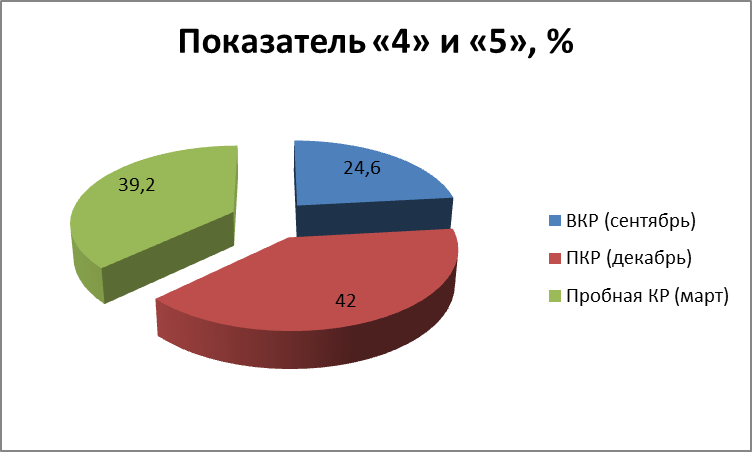 Показатель «4» и «5», %
24,6
39,2
42
ВКР (сентябрь)
ПКР (декабрь)
Пробная КР (март)